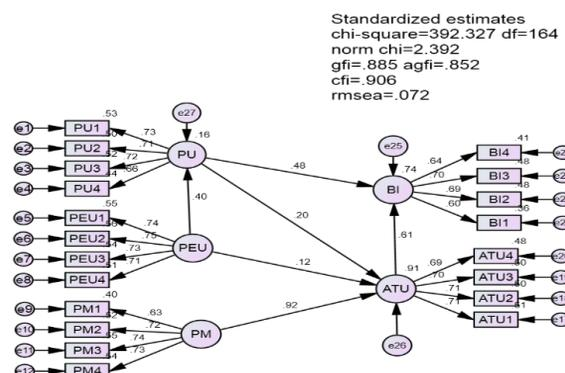 Standardized estimates
chi-square=392.327 df=164
norm chi=2.392
gfi=.885 agfi=.852
cfi=.906
rmsea=.072
e1 PU1 .53 .73
e2 PU2 .71
e3 PU3 .72
e4 PU4 .66
e27
PU .16
.48
.40
.20
e25
BI .74
.64 BI4 .41
.70 BI3 .48
.69 BI2 .48
.60 BI1 .36
.61
e5 PEU1 .55 .74
e6 PEU2 .75
e7 PEU3 .73
e8 PEU4 .71
PEU
.12
.91
ATU
.69 ATU4 .48
.70 ATU3
.71 ATU2
.71 ATU1
e26
e9 PM1 .40 .63
e10 PM2 .72
e11 PM3 .74
e12 PM4 .73
PM
.92